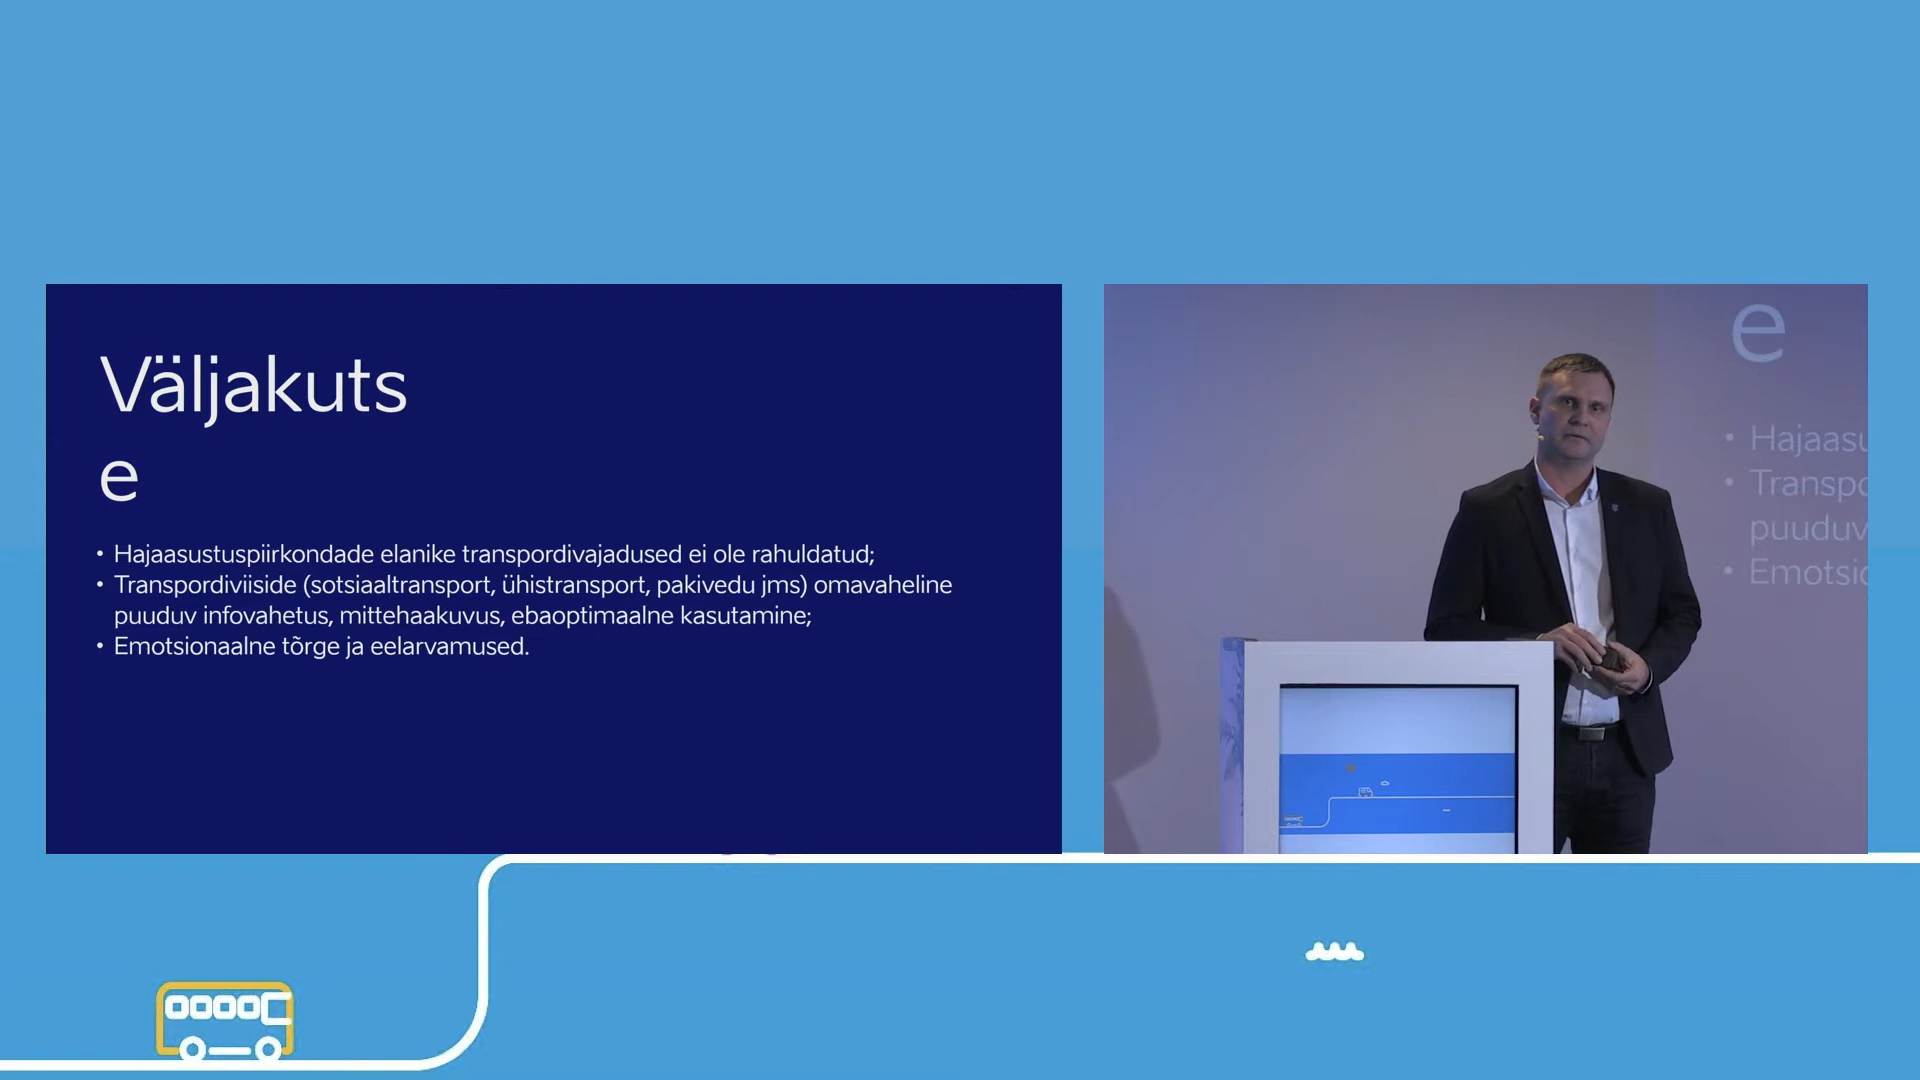 Väljakuts
e
• Hajaasustuspiirkondade elanike transpordivajadused ei ole rahuldatud;
• Transpordiviiside (sotsiaaltransport, ühistransport, pakivedu jms) omavaheline
puuduv infovahetus, mittehaakuvus, ebaoptimaalne kasutamine;
• Emotsionaalne tõrge ja eelarvamused.
e
• Hajaasu
• Transpo
puuduv
• Emotsio